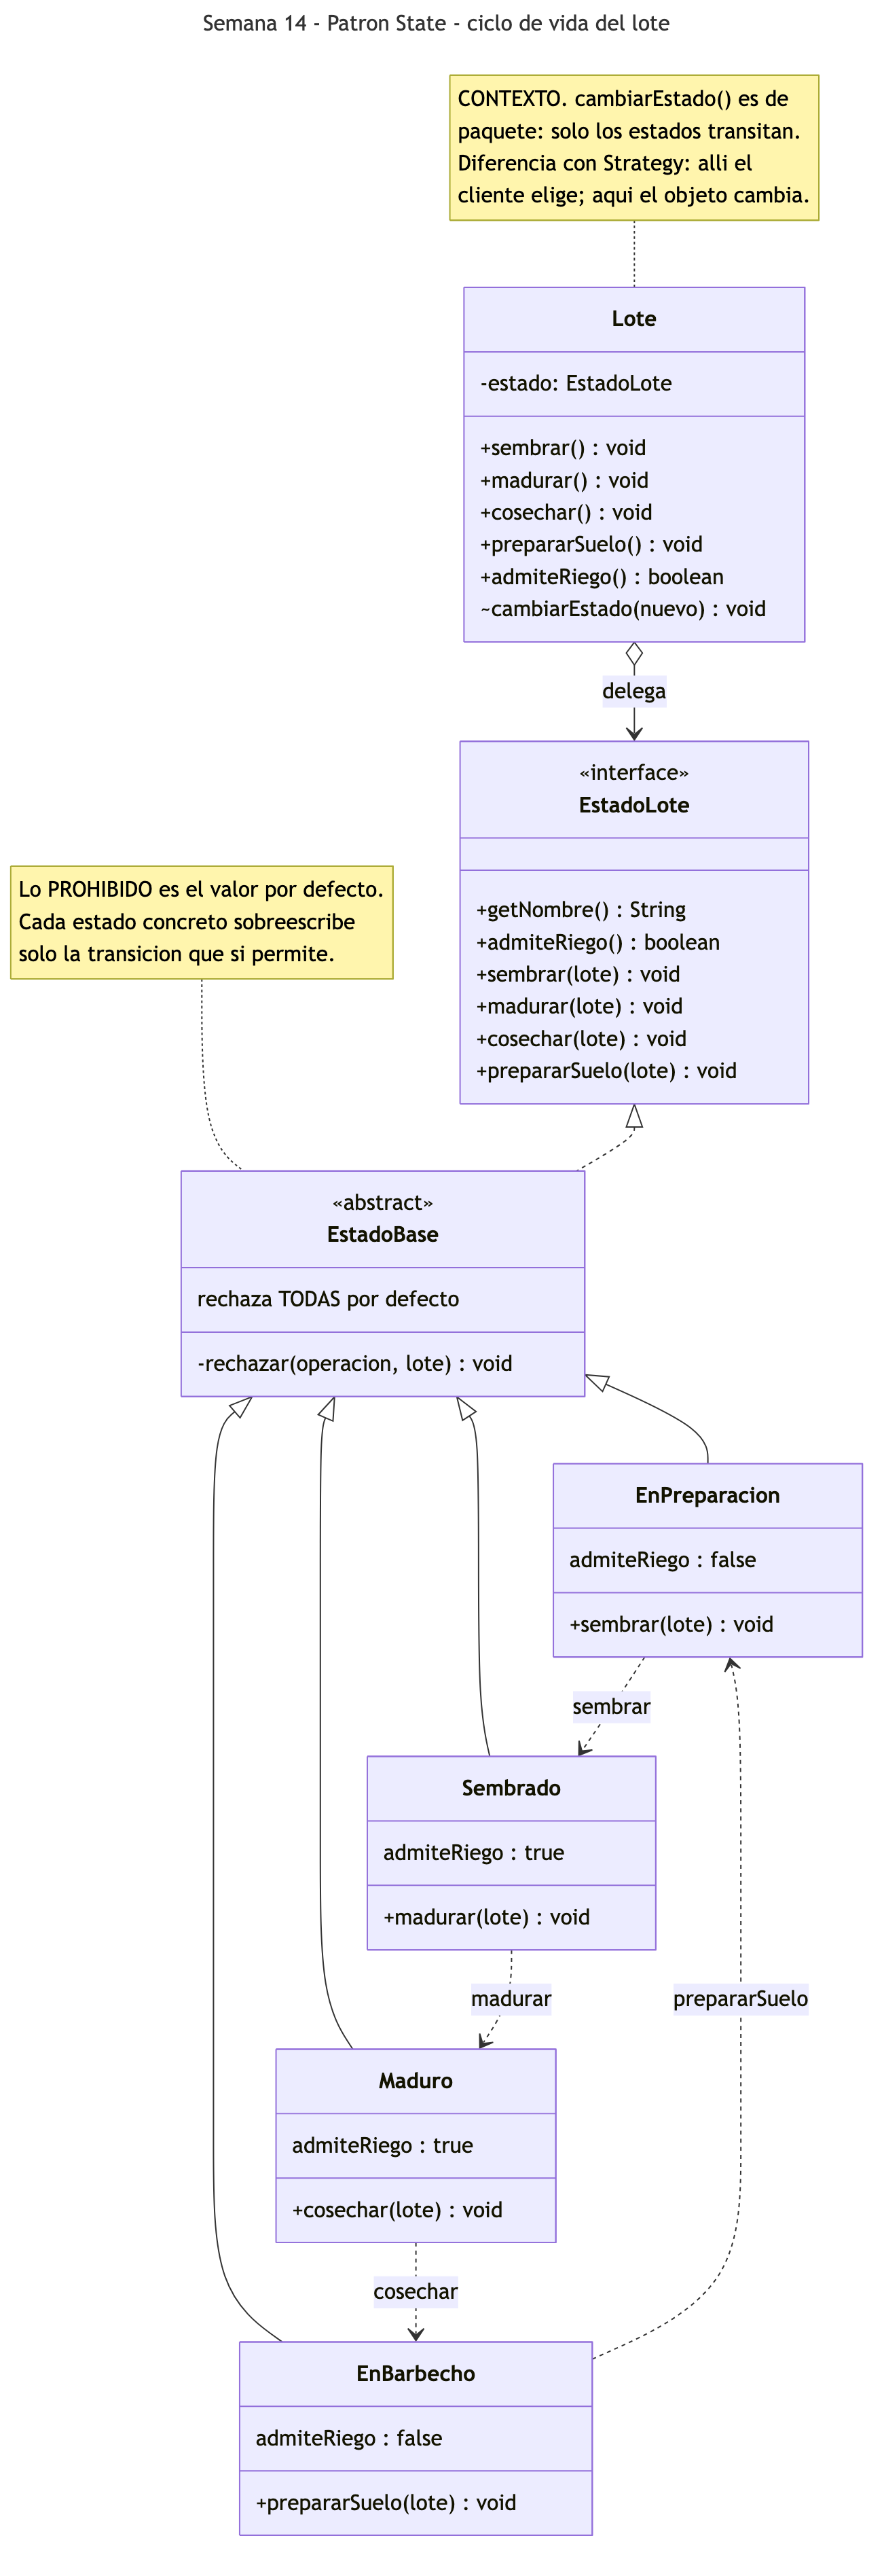 Semana 14 - Patron State - ciclo de vida del lote
CONTEXTO. cambiarEstado() es de
paquete: solo los estados transitan.
Diferencia con Strategy: alli el
cliente elige; aqui el objeto cambia.
Lote
-estado: EstadoLote
+sembrar() : void
+madurar() : void
+cosechar() : void
+prepararSuelo() : void
+admiteRiego() : boolean
~cambiarEstado(nuevo) : void
delega
«interface»
EstadoLote
+getNombre() : String
+admiteRiego() : boolean
+sembrar(lote) : void
+madurar(lote) : void
+cosechar(lote) : void
+prepararSuelo(lote) : void
Lo PROHIBIDO es el valor por defecto.
Cada estado concreto sobreescribe
solo la transicion que si permite.
«abstract»
EstadoBase
rechaza TODAS por defecto
-rechazar(operacion, lote) : void
EnPreparacion
admiteRiego : false
+sembrar(lote) : void
sembrar
Sembrado
admiteRiego : true
+madurar(lote) : void
madurar
prepararSuelo
Maduro
admiteRiego : true
+cosechar(lote) : void
cosechar
EnBarbecho
admiteRiego : false
+prepararSuelo(lote) : void